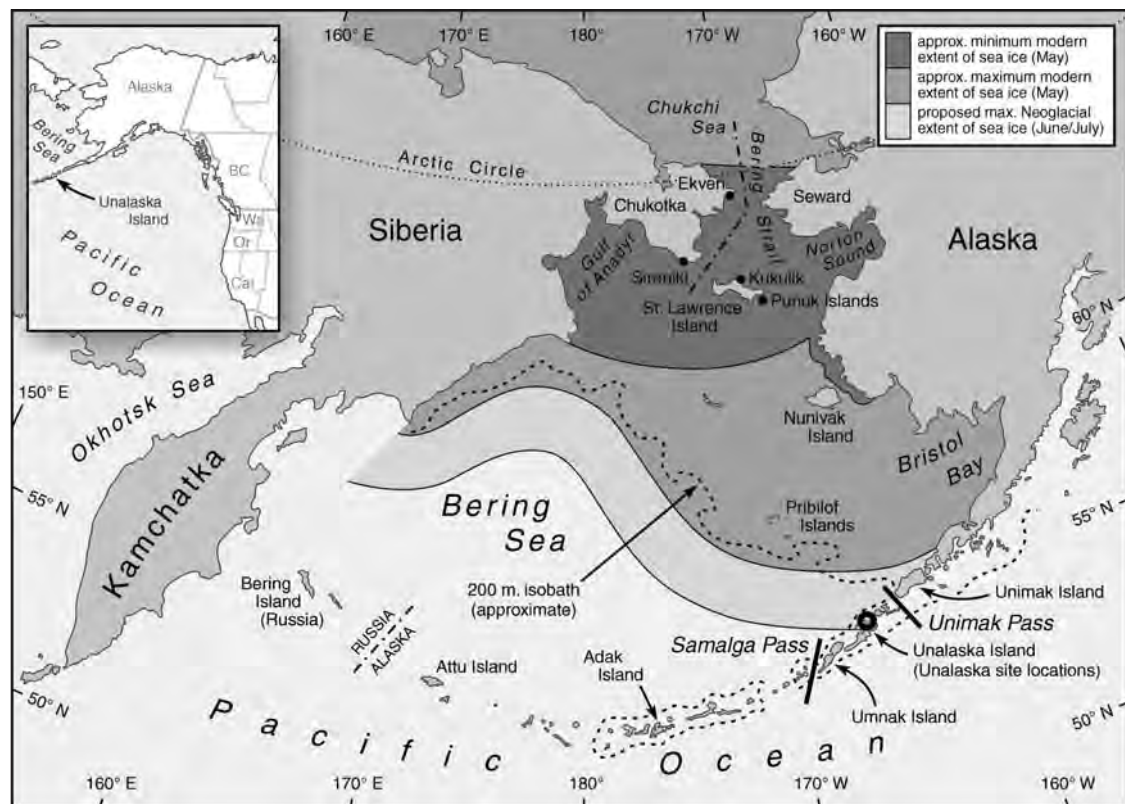 160° E
170° E
180°
170° W
160° W
approx. minimum modern
extent of sea ice (May)
approx. maximum modern
extent of sea ice (May)
proposed max. Neoglacial
extent of sea ice (June/July)
Alaska
Bering
Sea
Unalaska
Island
BC
Wa
Or
Cal
Pacific
Ocean
Chukchi
Sea
Arctic Circle
Bering
Strait
Ekven
Chukotka
Seward
Siberia
Gulf
of Anadyr
Norton
Sound
Alaska
Sireniki
Kukulik
Punuk Islands
St. Lawrence
Island
60° N
Okhotsk Sea
150° E
Nunivak
Island
Bristol
Bay
Kamchatka
55° N
55° N
Bering
Sea
Pribilof
Islands
200 m. isobath
(approximate)
Bering
Island
(Russia)
RUSSIA
ALASKA
Unimak Island
Unimak Pass
Samalga Pass
Unalaska Island
(Unalaska site locations)
Attu Island
Adak
Island
Umnak Island
50° N
50° N
Pacific Ocean
160° E
170° E
180°
170° W
160° W